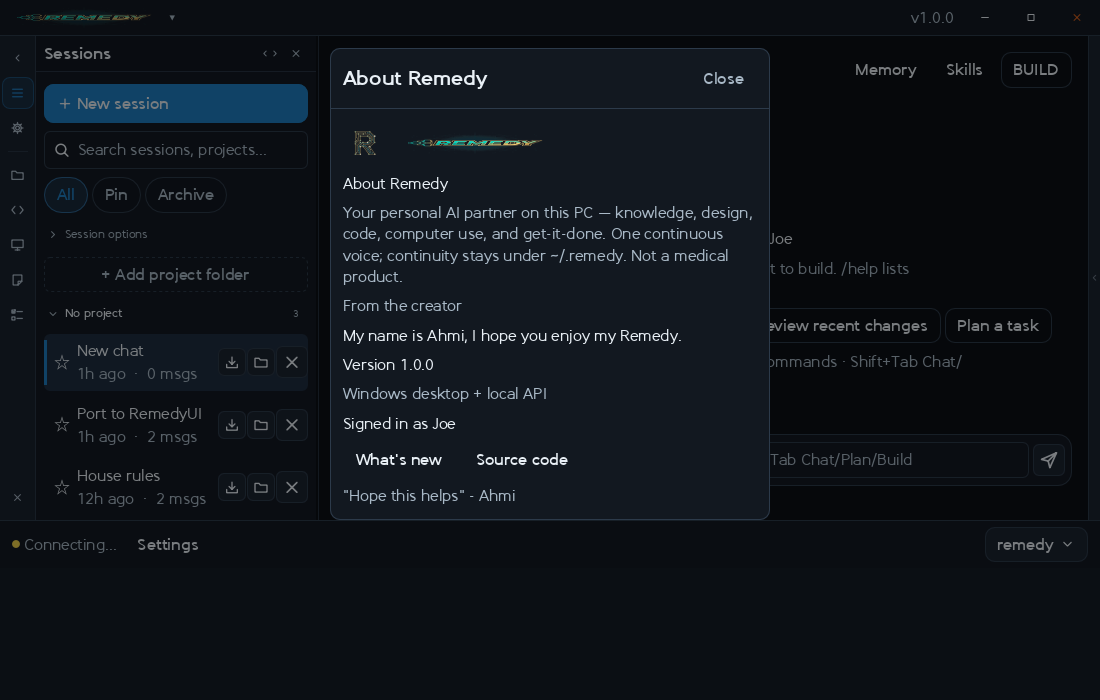 REMEDY
v1.0.0
Sessions
+ New session
Search sessions, projects...
All
Pin
Archive
Session options
+ Add project folder
No project
3
New chat
1h ago · 0 msgs
Port to RemedyUI
1h ago · 2 msgs
House rules
12h ago · 2 msgs
Memory
Skills
BUILD
About Remedy
Close
R
REMEDY
About Remedy
Your personal AI partner on this PC — knowledge, design,
code, computer use, and get-it-done. One continuous
voice; continuity stays under ~/.remedy. Not a medical
product.
From the creator
My name is Ahmi, I hope you enjoy my Remedy.
Version 1.0.0
Windows desktop + local API
Signed in as Joe
What's new
Source code
"Hope this helps" - Ahmi
Joe
t to build. /help lists
eview recent changes
Plan a task
ommands · Shift+Tab Chat/
Tab Chat/Plan/Build
Connecting...
Settings
remedy